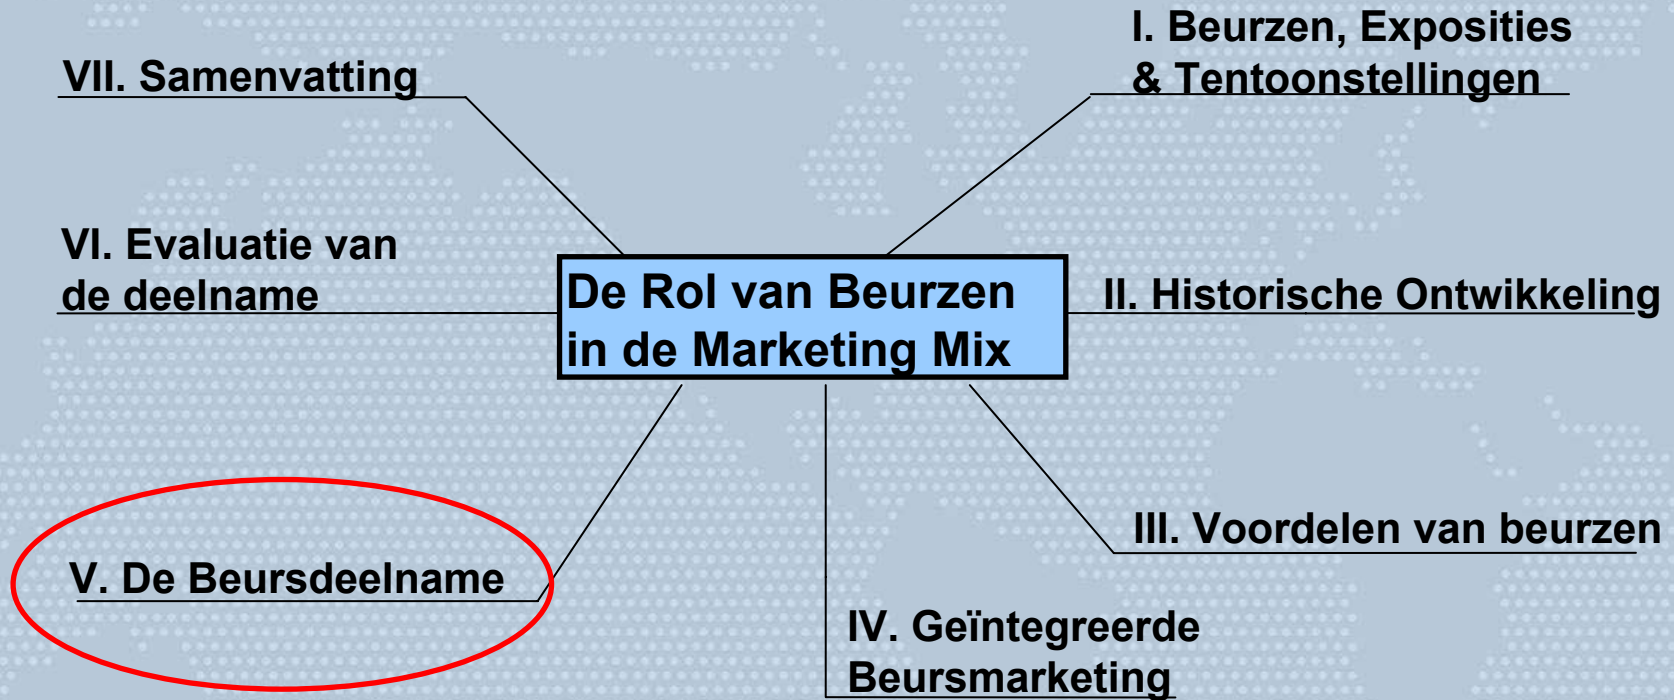 De Rol van Beurzen
in de Marketing Mix
I. Beurzen, Exposities
& Tentoonstellingen
II. Historische Ontwikkeling
III. Voordelen van beurzen
IV. Geïntegreerde
Beursmarketing
V. De Beursdeelname
VI. Evaluatie van
de deelname
VII. Samenvatting